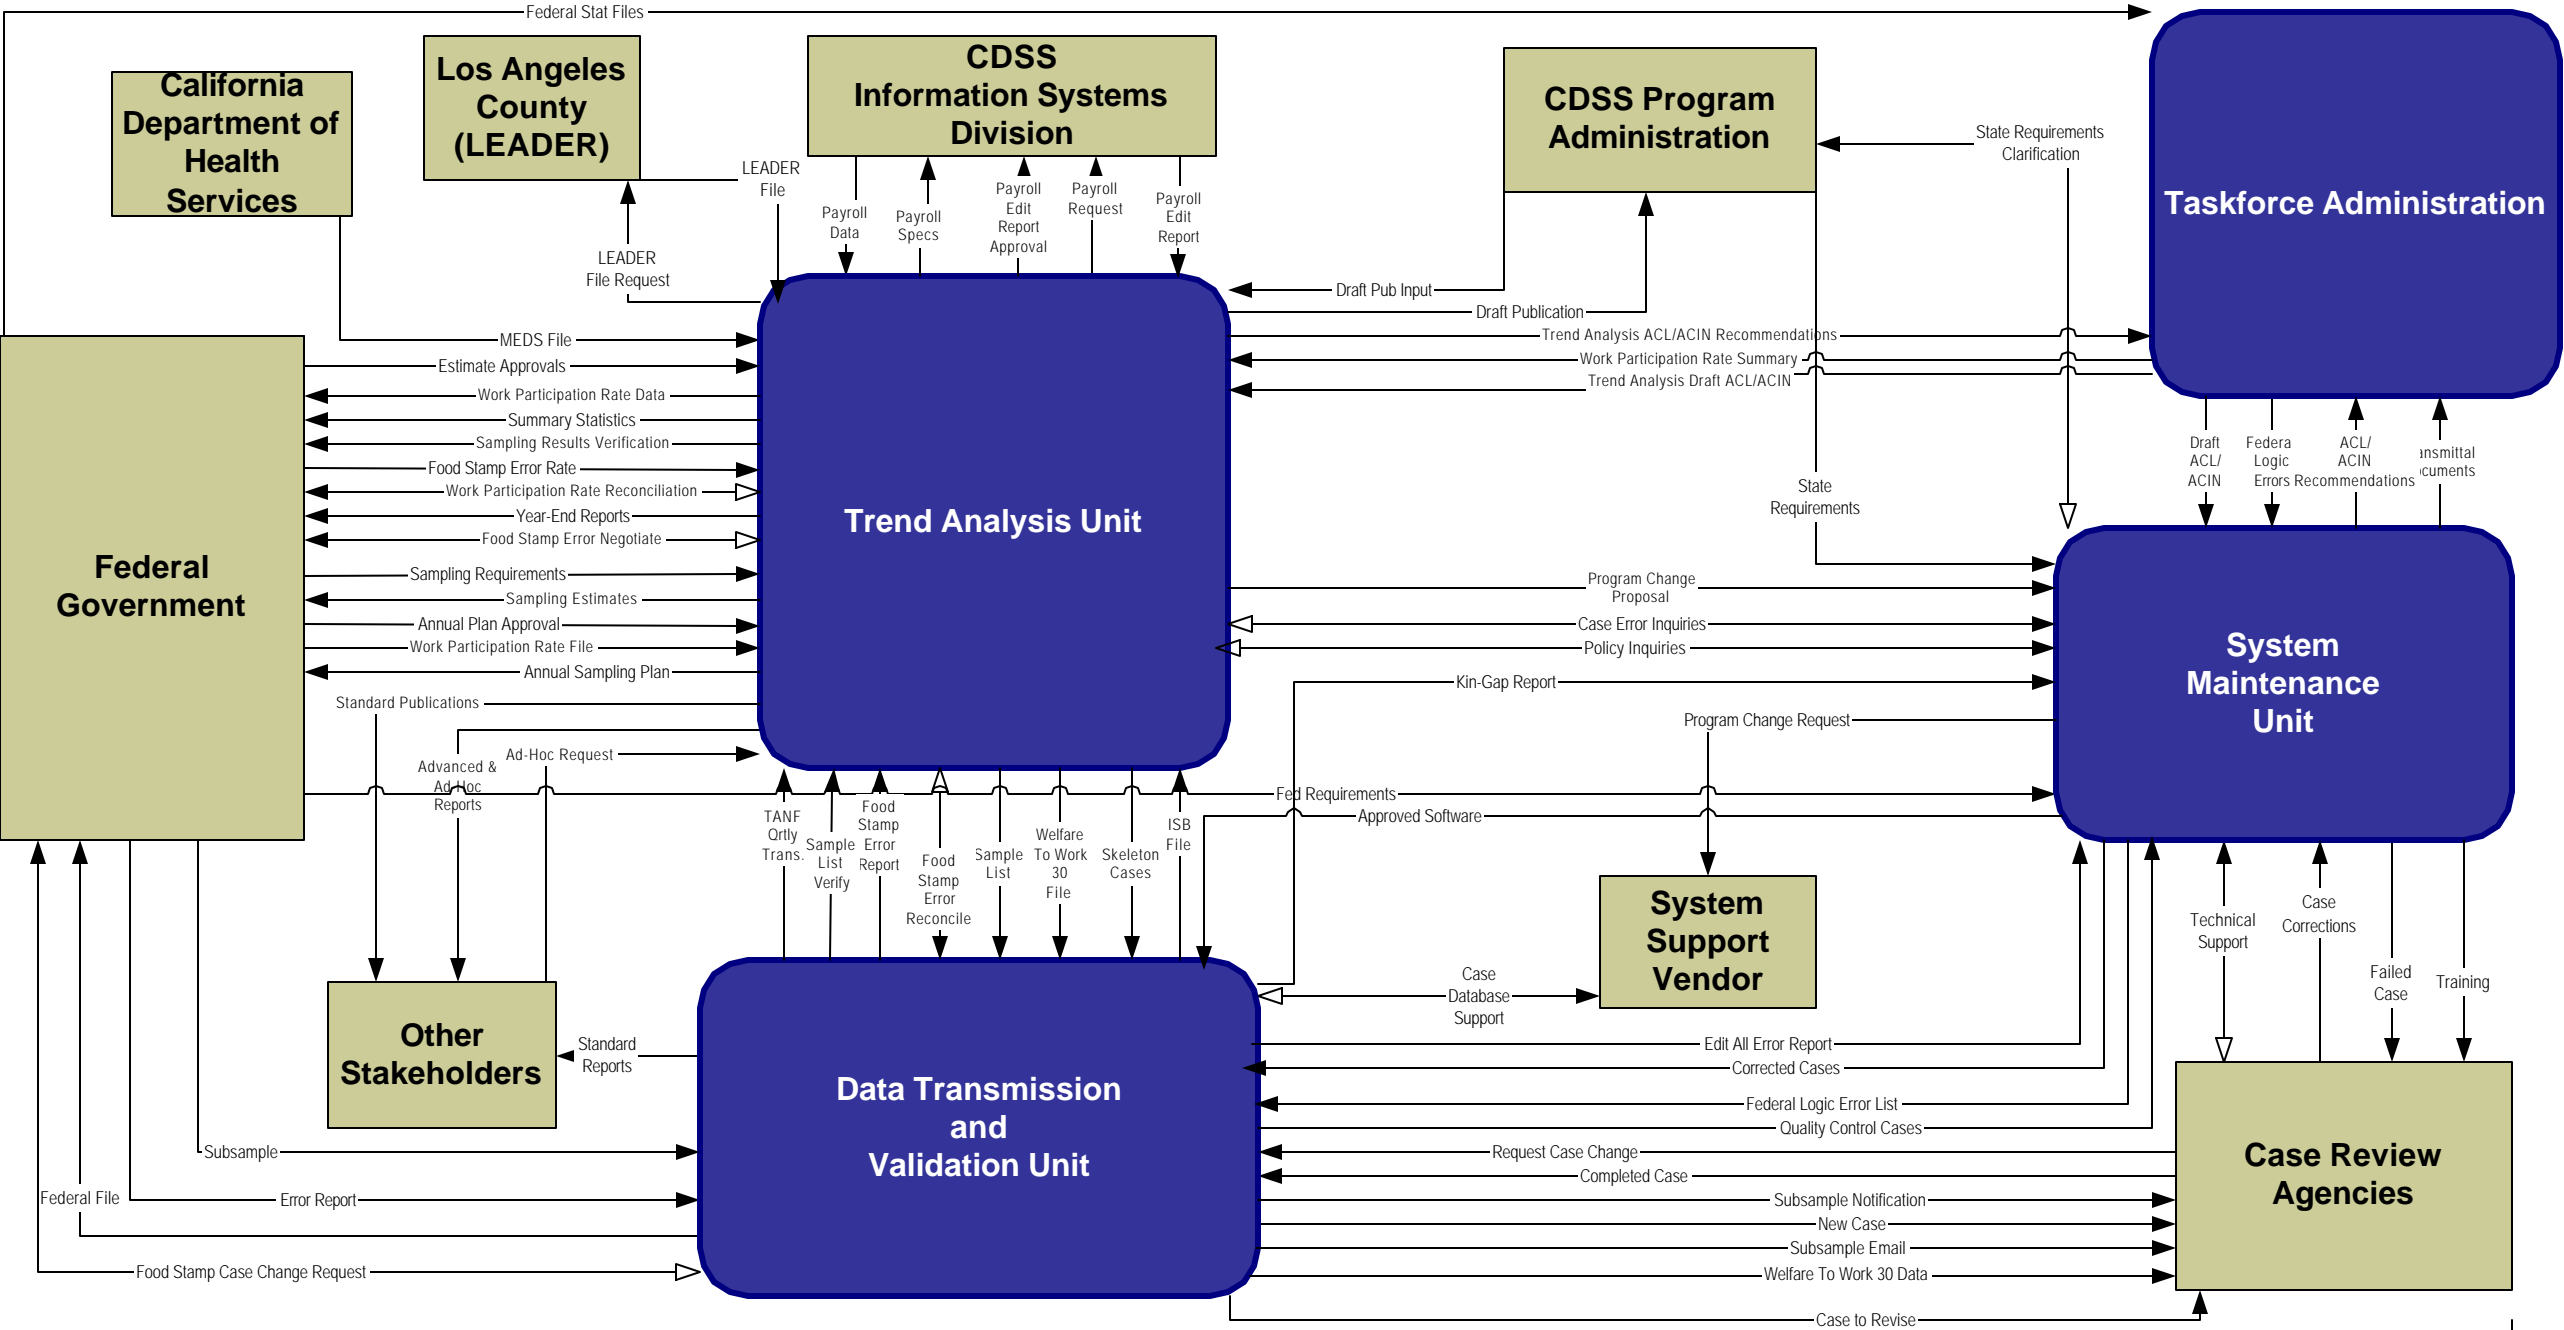 Federal Stat Files
California
Department of
Health
Services
Los Angeles
County
(LEADER)
CDSS
Information Systems
Division
CDSS Program
Administration
State Requirements
Clarification
Taskforce Administration
LEADER
File
LEADER
File Request
Payroll
Data
Payroll
Specs
Payroll
Edit
Report
Approval
Payroll
Request
Payroll
Edit
Report
Draft Pub Input
Draft Publication
Trend Analysis ACL/ACIN Recommendations
Work Participation Rate Summary
Trend Analysis Draft ACL/ACIN
MEDS File
Estimate Approvals
Work Participation Rate Data
Summary Statistics
Sampling Results Verification
Food Stamp Error Rate
Work Participation Rate Reconciliation
Year-End Reports
Food Stamp Error Negotiate
Sampling Requirements
Sampling Estimates
Annual Plan Approval
Work Participation Rate File
Annual Sampling Plan
Standard Publications
Advanced &
Ad-Hoc
Reports
Ad-Hoc Request
Federal
Government
Trend Analysis Unit
State
Requirements
Draft
ACL/
ACIN
Federa
Logic
Errors
ACL/
ACIN
Recommendations
ansmittal
cuments
Program Change
Proposal
Case Error Inquiries
Policy Inquiries
Kin-Gap Report
Program Change Request
Fed Requirements
Approved Software
System
Maintenance
Unit
TANF
Qrtly
Trans.
Sample
List
Verify
Food
Stamp
Error
Report
Food
Stamp
Error
Reconcile
Sample
List
Welfare
To Work
30
File
Skeleton
Cases
ISB
File
System
Support
Vendor
Case
Database
Support
Technical
Support
Case
Corrections
Failed
Case
Training
Other
Stakeholders
Standard
Reports
Data Transmission
and
Validation Unit
Edit All Error Report
Corrected Cases
Federal Logic Error List
Quality Control Cases
Request Case Change
Completed Case
Subsample Notification
New Case
Subsample Email
Welfare To Work 30 Data
Case to Revise
Case Review
Agencies
Subsample
Federal File
Error Report
Food Stamp Case Change Request